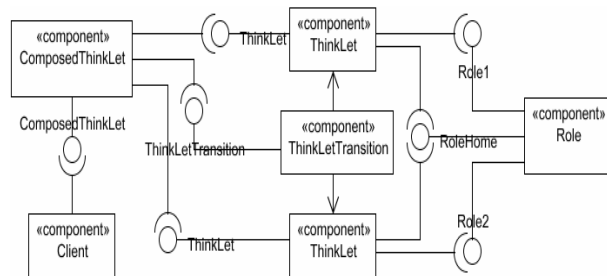 «component»
ComposedThinkLet
ThinkLet
«component»
ThinkLet
Role1
ComposedThinkLet
ThinkLetTransition
«component»
ThinkLetTransition
RoleHome
«component»
Role
«component»
Client
ThinkLet
«component»
ThinkLet
Role2